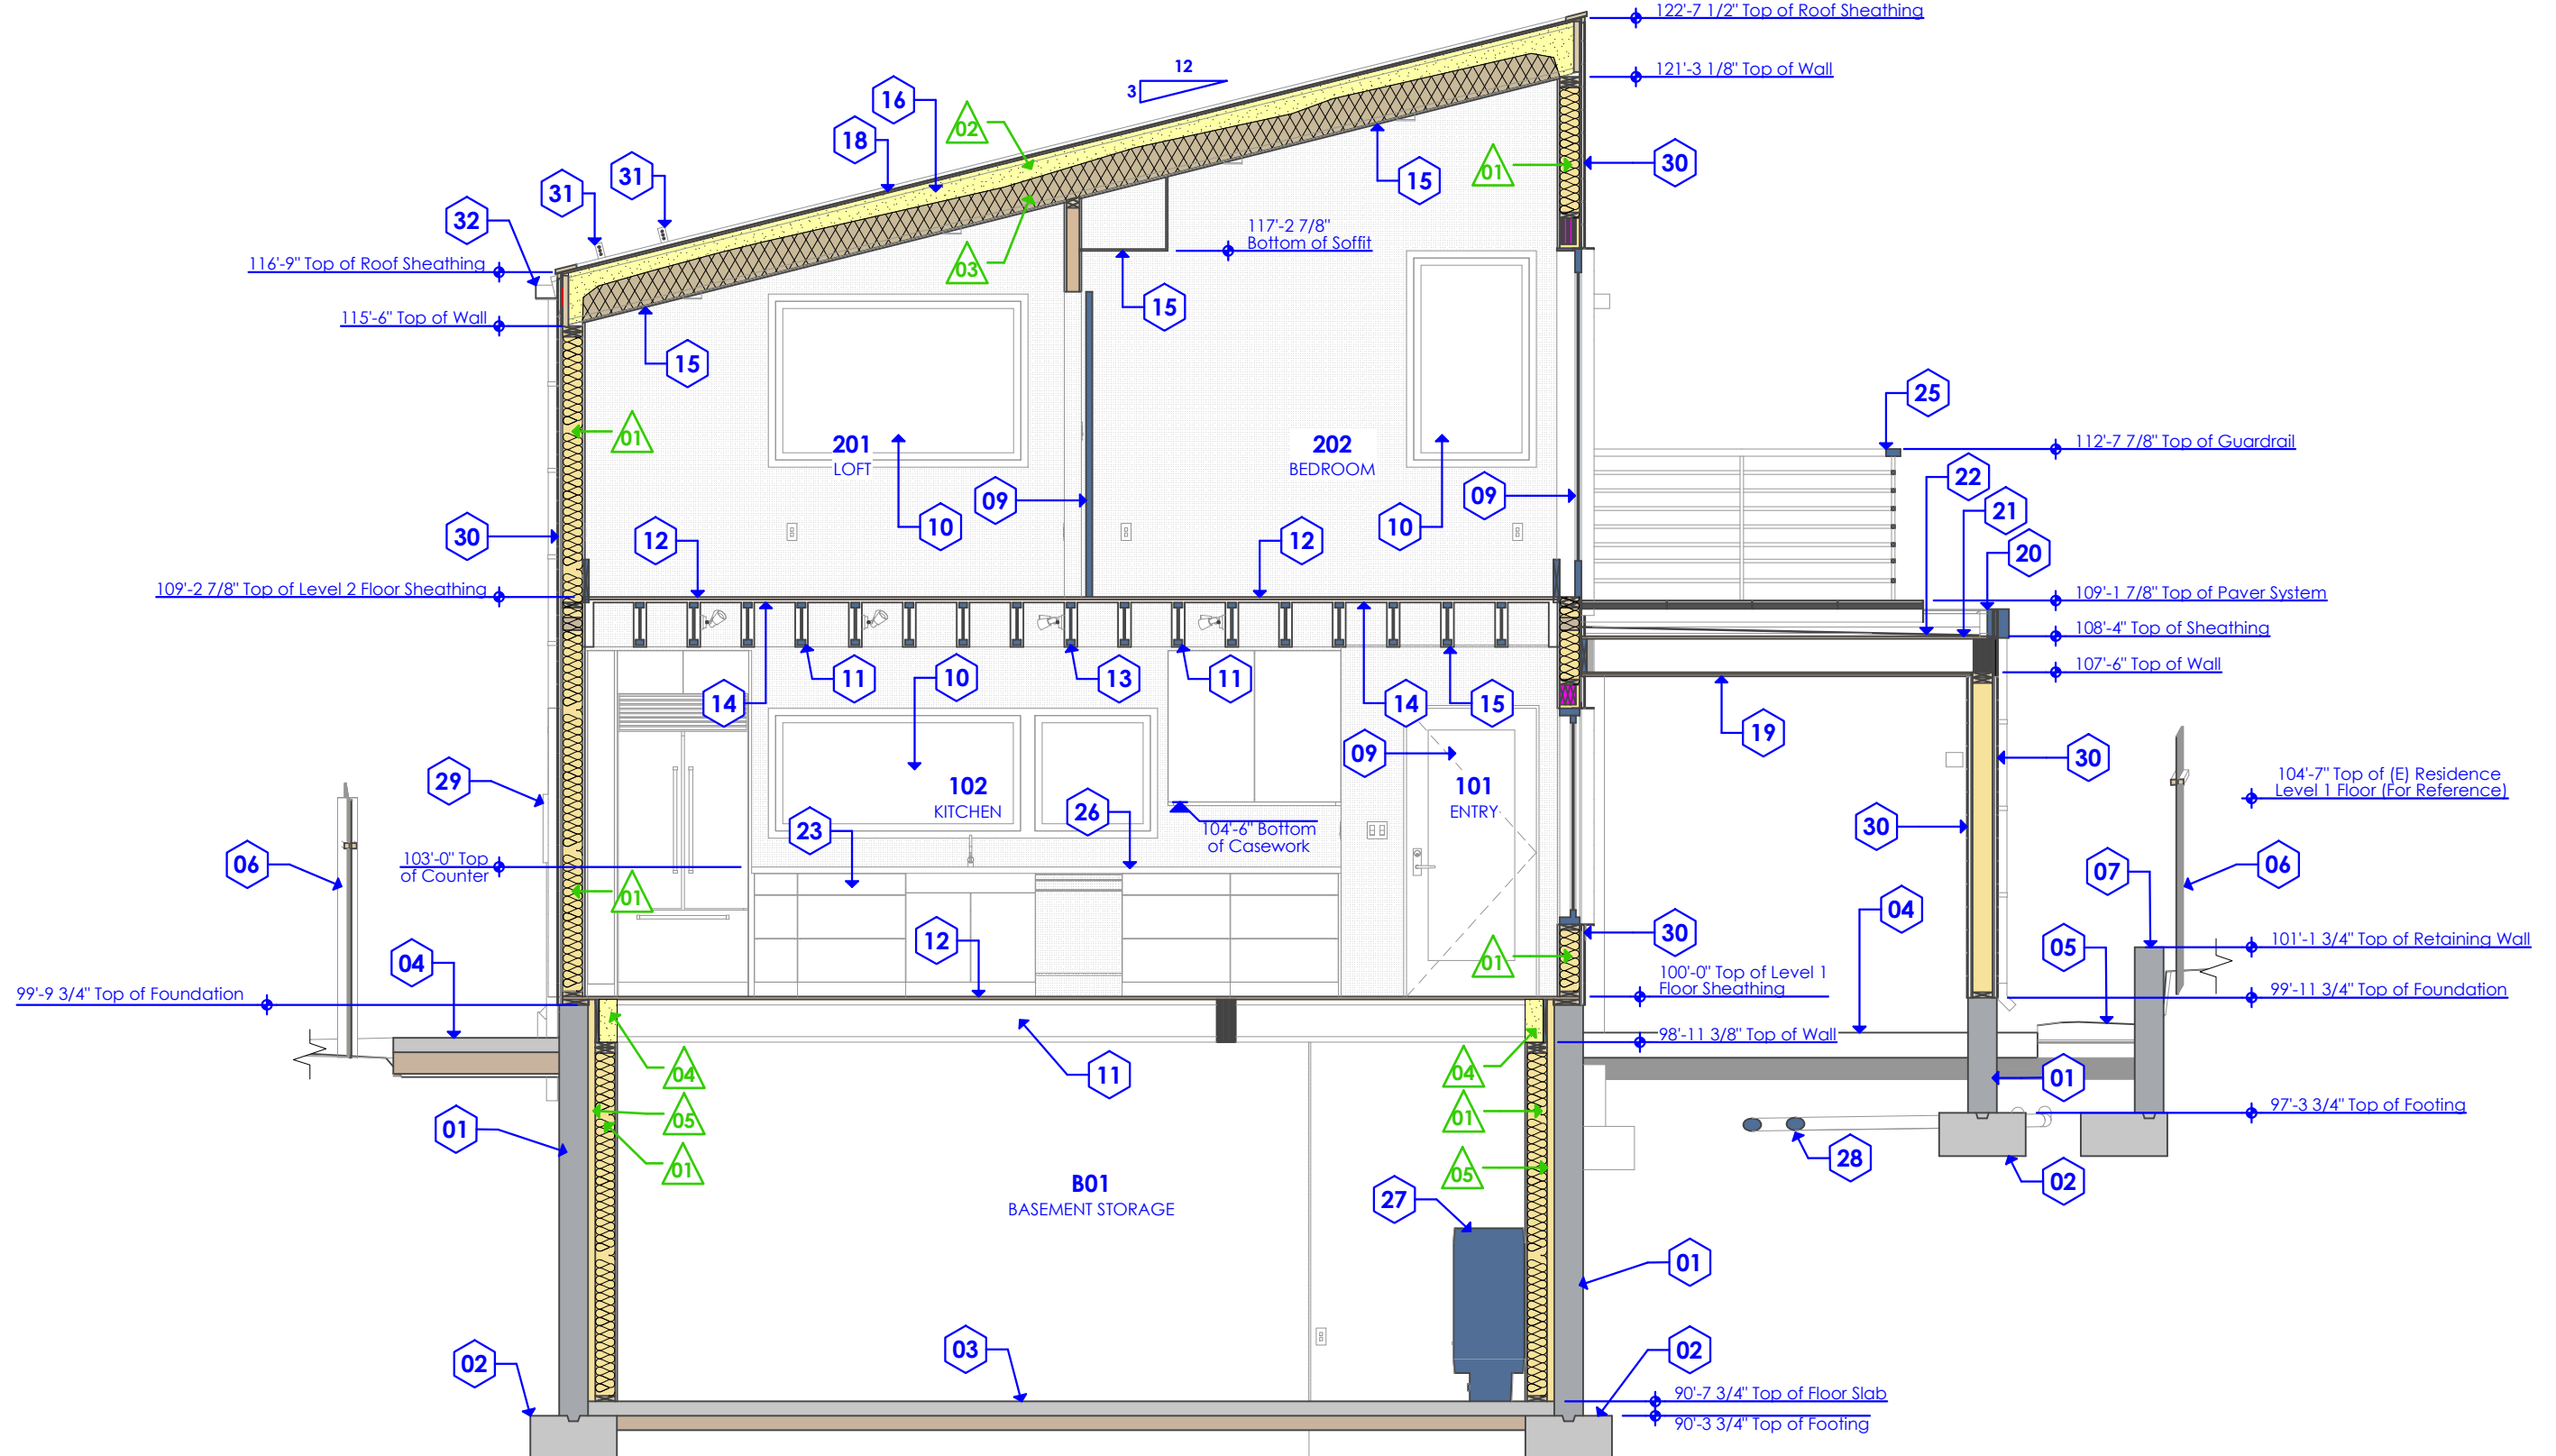 122'-7 1/2" Top of Roof Sheathing
12
3
121'-3 1/8" Top of Wall
16
02
18
01
30
15
31
31
32
117'-2 7/8"
Bottom of Soffit
116'-9" Top of Roof Sheathing
03
15
115'-6" Top of Wall
15
25
01
201
LOFT
202
BEDROOM
112'-7 7/8" Top of Guardrail
22
09
09
21
10
10
30
12
12
20
109'-2 7/8" Top of Level 2 Floor Sheathing
109'-1 7/8" Top of Paver System
108'-4" Top of Sheathing
107'-6" Top of Wall
14
11
10
13
11
14
15
19
09
30
29
102
KITCHEN
101
ENTRY
104'-7" Top of (E) Residence
Level 1 Floor (For Reference)
26
23
104'-6" Bottom
of Casework
30
103'-0" Top
of Counter
06
07
06
01
04
12
30
05
101'-1 3/4" Top of Retaining Wall
04
01
100'-0" Top of Level 1
Floor Sheathing
99'-9 3/4" Top of Foundation
99'-11 3/4" Top of Foundation
98'-11 3/8" Top of Wall
04
11
04
01
05
01
97'-3 3/4" Top of Footing
01
01
05
28
02
B01
BASEMENT STORAGE
27
01
03
02
02
90'-7 3/4" Top of Floor Slab
90'-3 3/4" Top of Footing